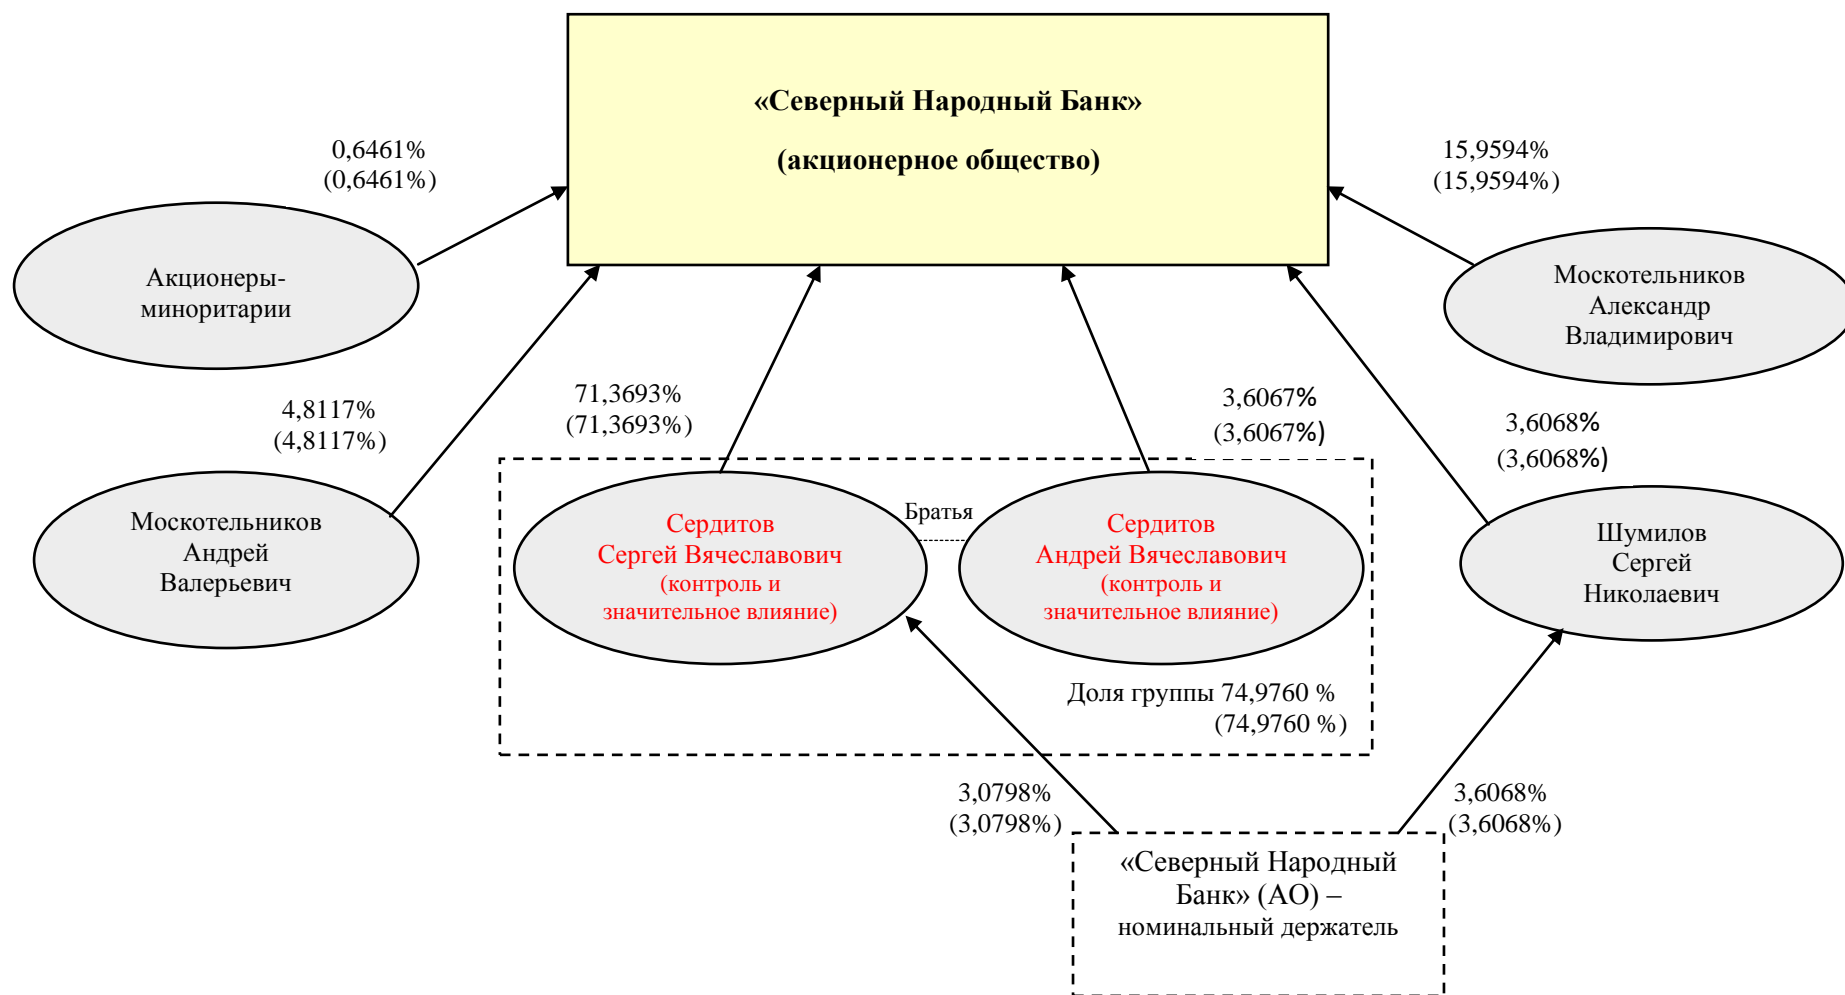 «Северный Народный Банк»
(акционерное общество)
0,6461%
(0,6461%)
15,9594%
(15,9594%)
Акционеры-
миноритарии
Москотельников
Александр
Владимирович
4,8117%
(4,8117%)
71,3693%
(71,3693%)
3,6067%
(3,6067%)
3,6068%
(3,6068%)
Москотельников
Андрей
Валерьевич
Сердитов
Сергей Вячеславович
(контроль и
значительное влияние)
Братья
Сердитов
Андрей Вячеславович
(контроль и
значительное влияние)
Шумилов
Сергей
Николаевич
Доля группы 74,9760 %
(74,9760 %)
3,0798%
(3,0798%)
3,6068%
(3,6068%)
«Северный Народный
Банк» (АО) –
номинальный держатель